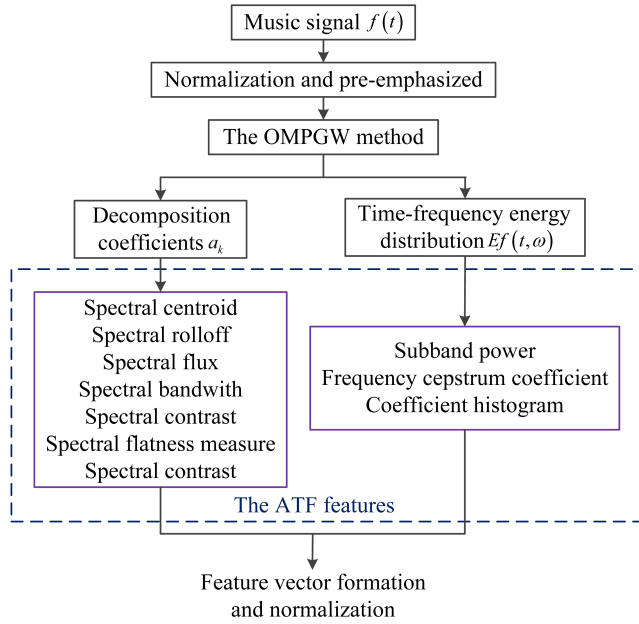 Music signal f(t)
Normalization and pre-emphasized
The OMPGW method
Decomposition
coefficients aₖ
Time-frequency energy
distribution Ef(t,ω)
Spectral centroid
Spectral rolloff
Spectral flux
Spectral bandwith
Spectral contrast
Spectral flatness measure
Spectral contrast
Subband power
Frequency cepstrum coefficient
Coefficient histogram
The ATF features
Feature vector formation
and normalization